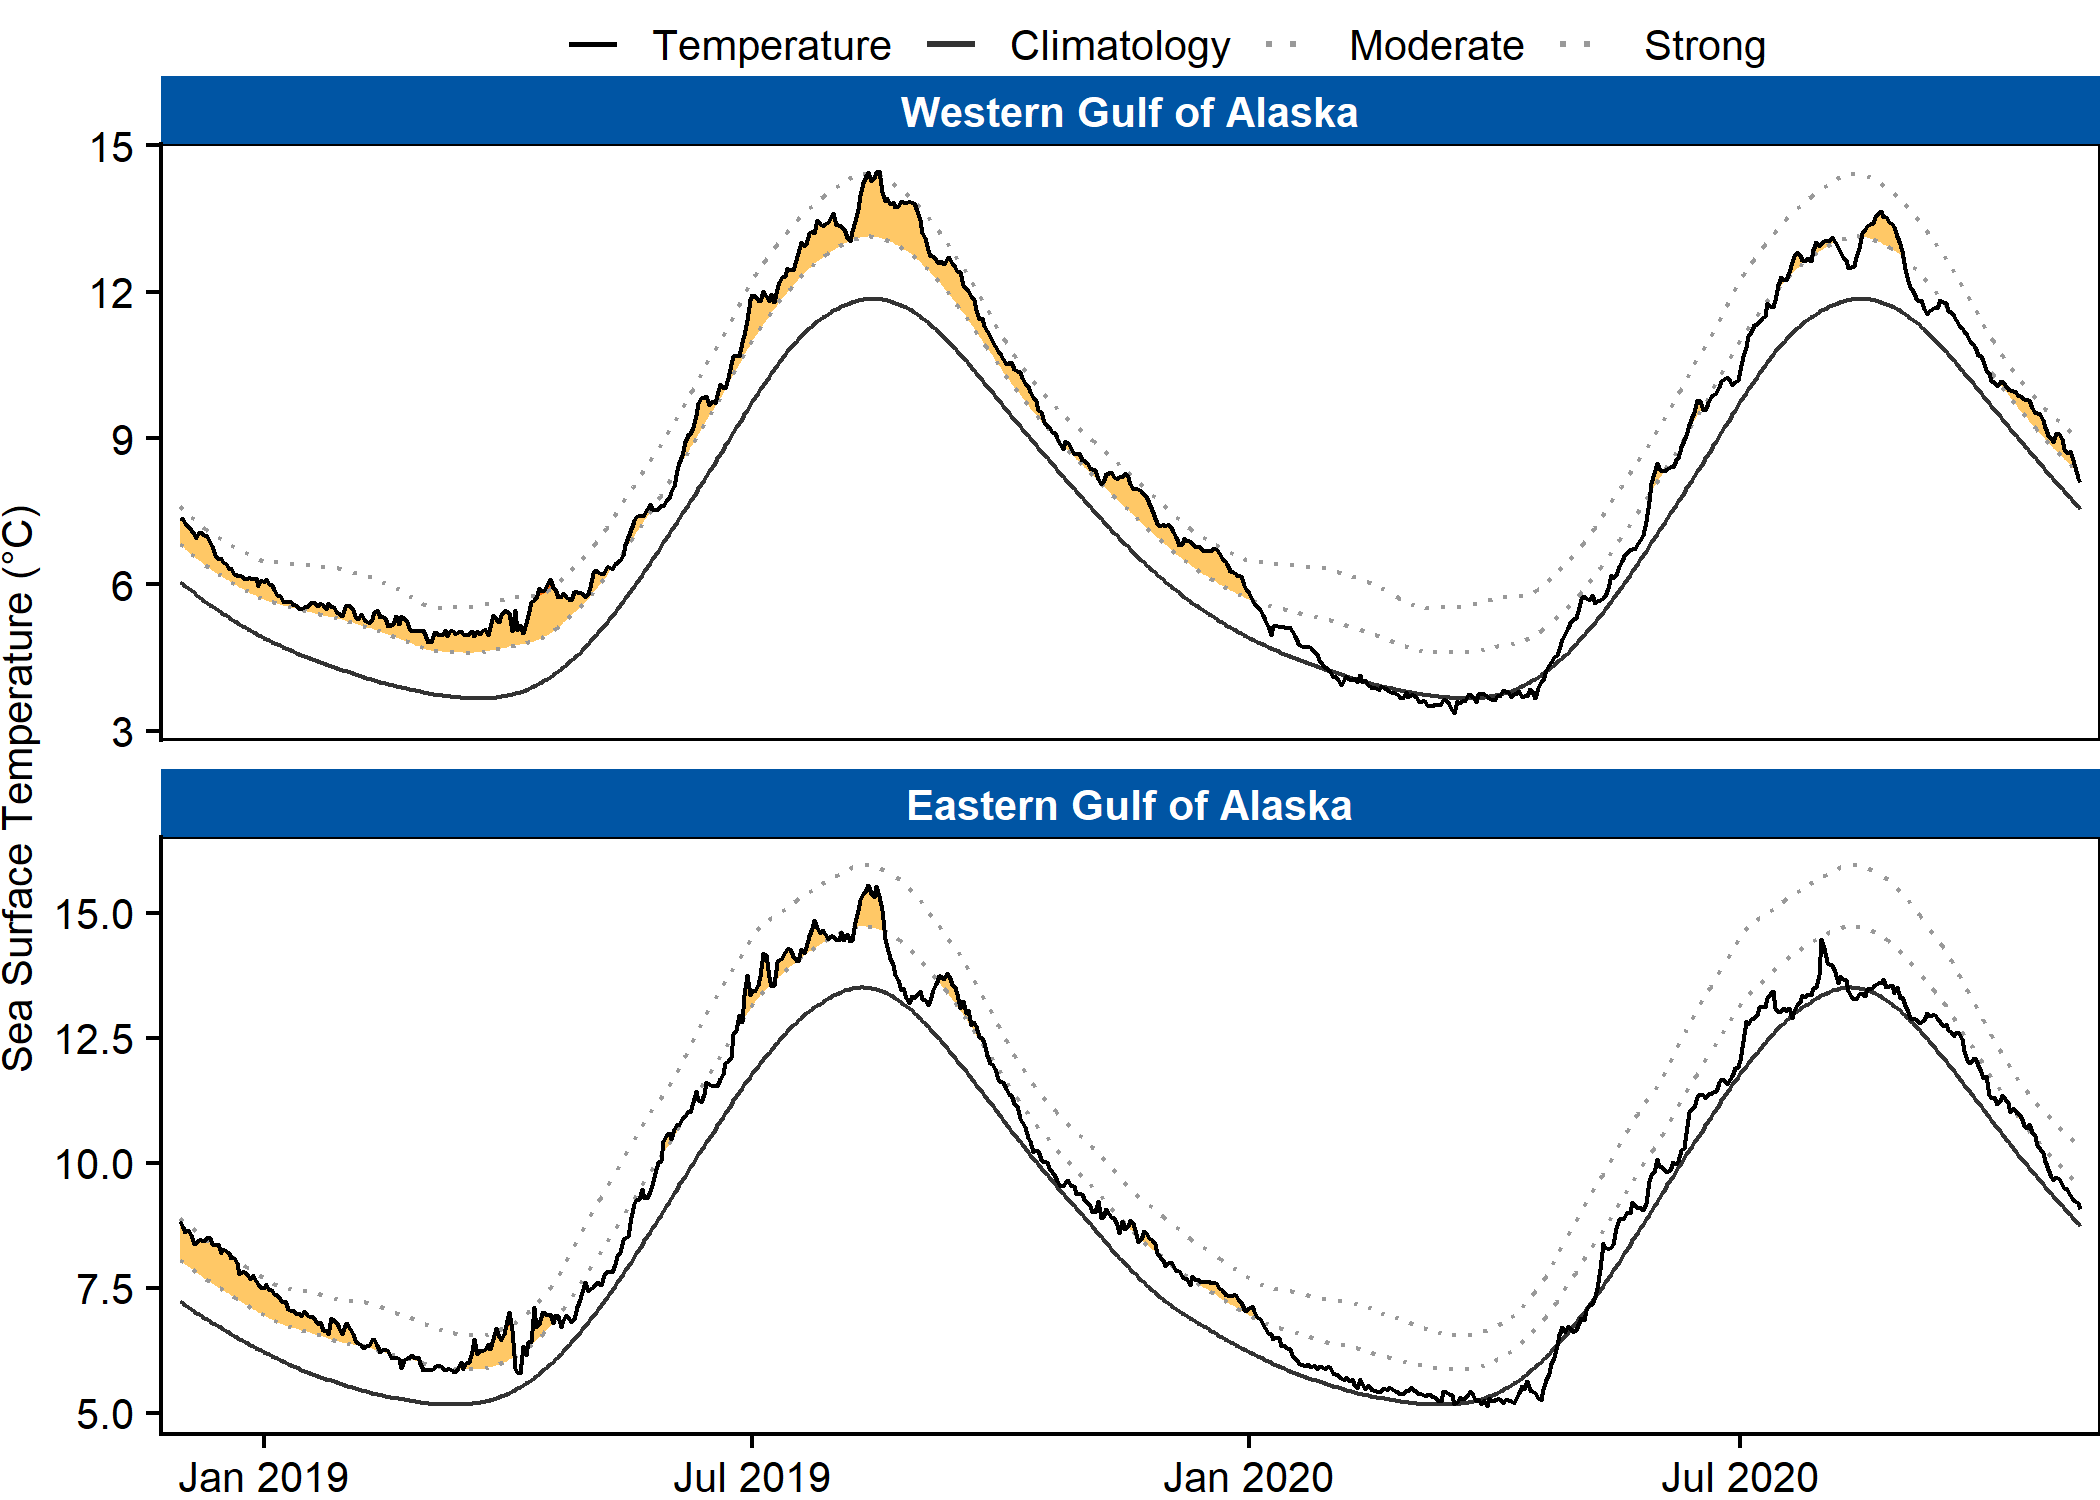 Temperature Climatology Moderate Strong
Western Gulf of Alaska
15
12
9
6
3
Sea Surface Temperature (°C)
Eastern Gulf of Alaska
15.0
12.5
10.0
7.5
5.0
Jan 2019 Jul 2019 Jan 2020 Jul 2020